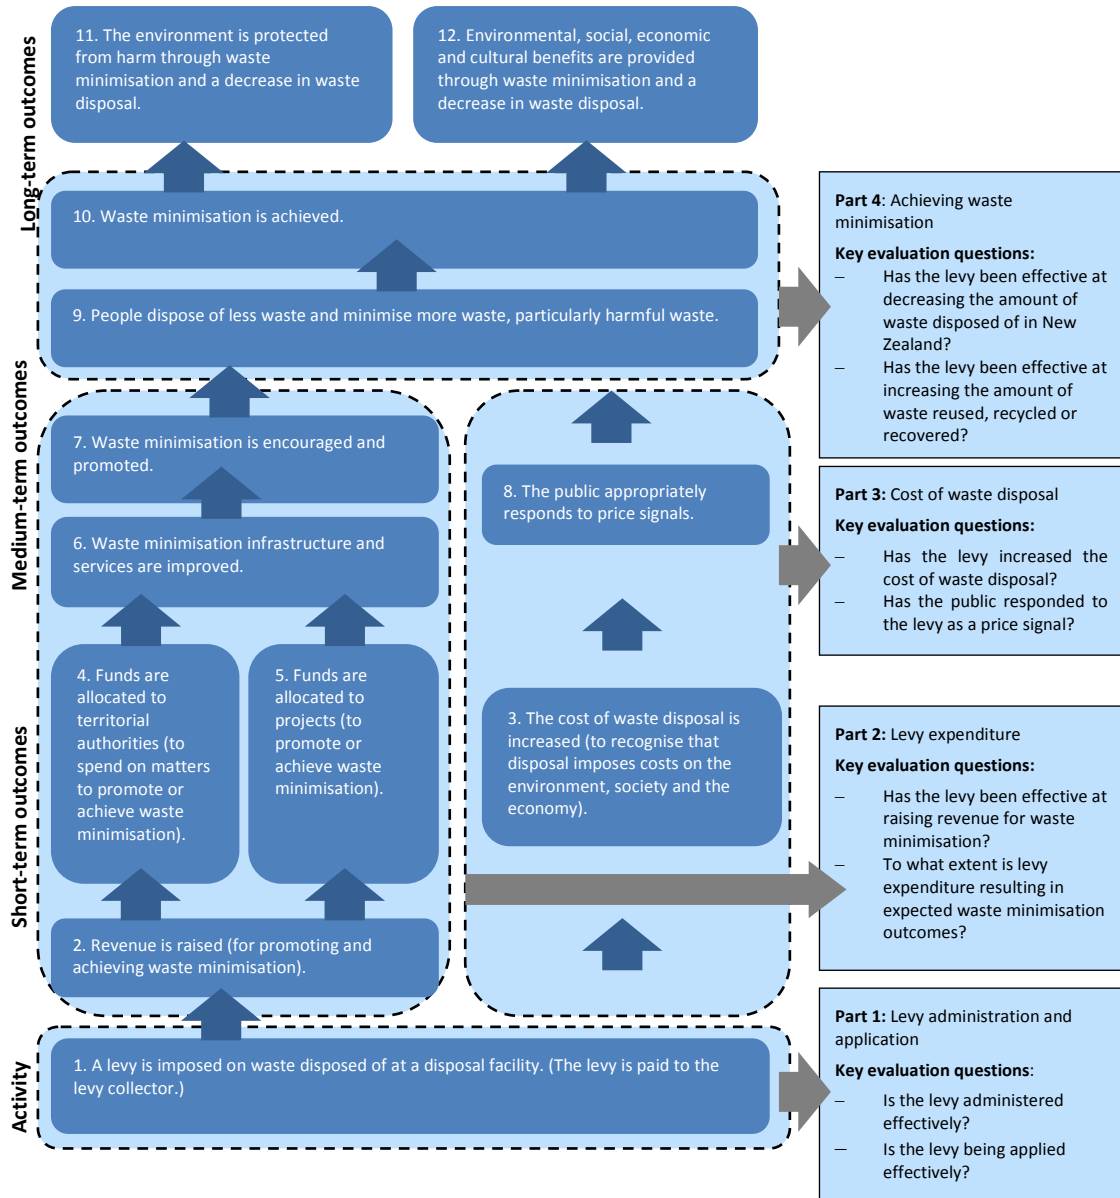 Long-term outcomes
11. The environment is protected
from harm through waste
minimisation and a decrease in waste
disposal.
12. Environmental, social, economic
and cultural benefits are provided
through waste minimisation and a
decrease in waste disposal.
10. Waste minimisation is achieved.
9. People dispose of less waste and minimise more waste, particularly harmful waste.
Part 4: Achieving waste
minimisation
Key evaluation questions:
– Has the levy been effective at
decreasing the amount of
waste disposed of in New
Zealand?
– Has the levy been effective at
increasing the amount of
waste reused, recycled or
recovered?
Medium-term outcomes
7. Waste minimisation is encouraged and
promoted.
6. Waste minimisation infrastructure and
services are improved.
8. The public appropriately
responds to price signals.
Part 3: Cost of waste disposal
Key evaluation questions:
– Has the levy increased the
cost of waste disposal?
– Has the public responded to
the levy as a price signal?
Short-term outcomes
4. Funds are
allocated to
territorial
authorities (to
spend on matters
to promote or
achieve waste
minimisation).
5. Funds are
allocated to
projects (to
promote or
achieve waste
minimisation).
3. The cost of waste disposal is
increased (to recognise that
disposal imposes costs on the
environment, society and the
economy).
2. Revenue is raised (for promoting and
achieving waste minimisation).
Part 2: Levy expenditure
Key evaluation questions:
– Has the levy been effective at
raising revenue for waste
minimisation?
– To what extent is levy
expenditure resulting in
expected waste minimisation
outcomes?
Activity
1. A levy is imposed on waste disposed of at a disposal facility. (The levy is paid to the
levy collector.)
Part 1: Levy administration and
application
Key evaluation questions:
– Is the levy administered
effectively?
– Is the levy being applied
effectively?